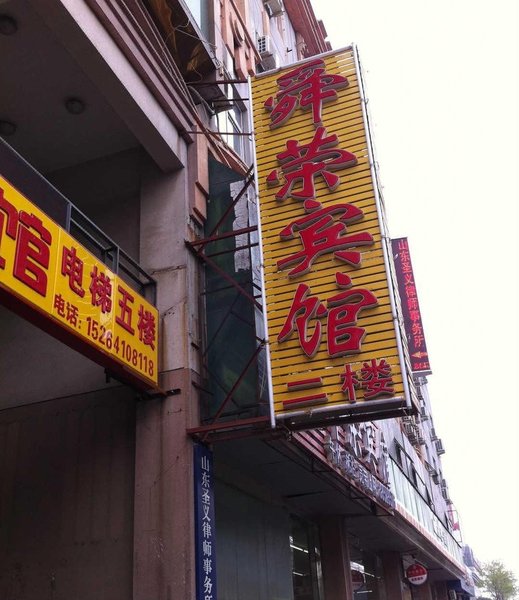 舜荣宾馆
二楼
馆
电梯五楼
电话:15264108118
山东圣义律师事务所
山东圣义律师事务所